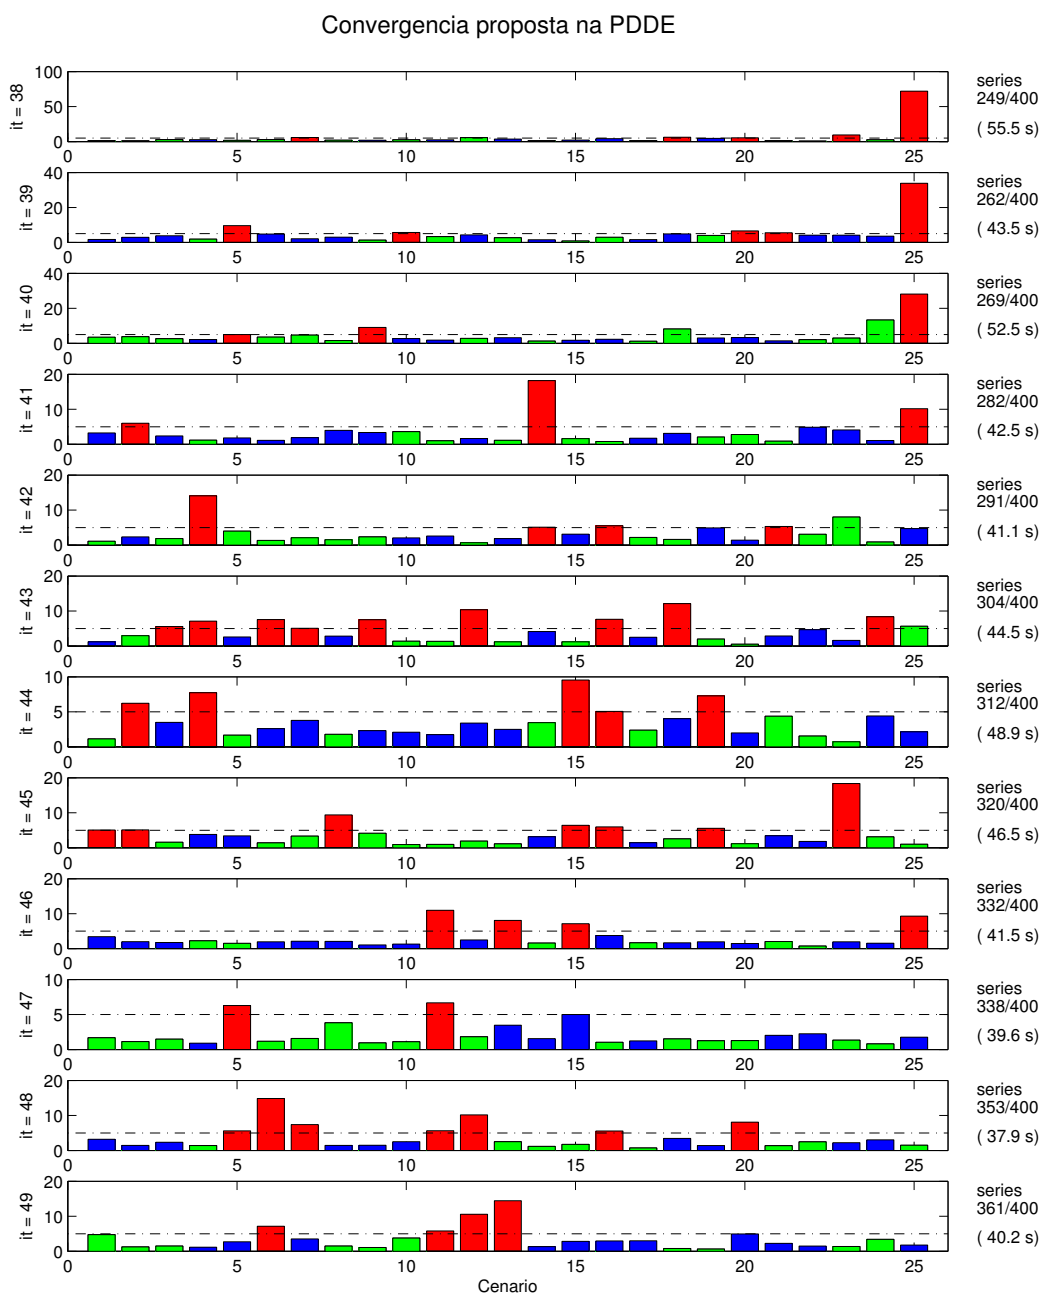 Convergencia proposta na PDDE
100
50
0
it = 38
0 5 10 15 20 25
series
249/400
( 55.5 s)
40
20
0
it = 39
0 5 10 15 20 25
series
262/400
( 43.5 s)
40
20
0
it = 40
0 5 10 15 20 25
series
269/400
( 52.5 s)
20
10
0
it = 41
0 5 10 15 20 25
series
282/400
( 42.5 s)
20
10
0
it = 42
0 5 10 15 20 25
series
291/400
( 41.1 s)
20
10
0
it = 43
0 5 10 15 20 25
series
304/400
( 44.5 s)
10
5
0
it = 44
0 5 10 15 20 25
series
312/400
( 48.9 s)
20
10
0
it = 45
0 5 10 15 20 25
series
320/400
( 46.5 s)
20
10
0
it = 46
0 5 10 15 20 25
series
332/400
( 41.5 s)
10
5
0
it = 47
0 5 10 15 20 25
series
338/400
( 39.6 s)
20
10
0
it = 48
0 5 10 15 20 25
series
353/400
( 37.9 s)
20
10
0
it = 49
0 5 10 15 20 25
series
361/400
( 40.2 s)
Cenario